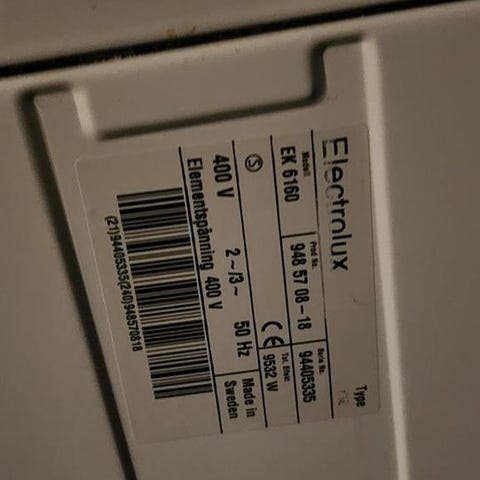 Electrolux Type
Modell Prod Nr. Serie Nr.
EK 6160 948 57 08-18 94405335
Tot. Effekt
S CE 9532 W
400 V 2~/3~ 50 Hz Made in
Elementspänning 400 V Sweden
(21)94405335(240)948570818